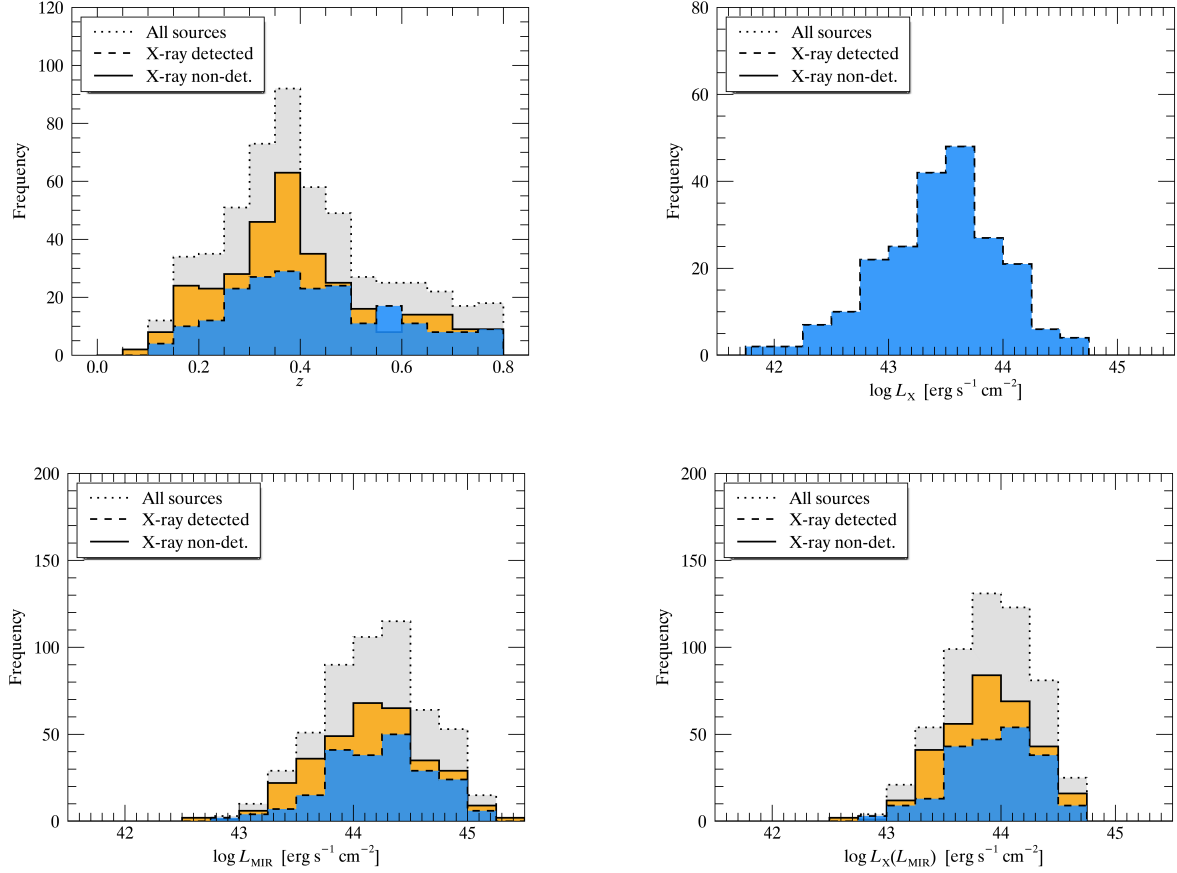 120
100
80
60
40
20
0
Frequency
All sources
X-ray detected
X-ray non-det.
0.0 0.2 0.4 0.6 0.8
z
80
60
40
20
0
Frequency
All sources
X-ray detected
X-ray non-det.
42 43 44 45
log L_X [erg s⁻¹ cm⁻²]
200
150
100
50
0
Frequency
All sources
X-ray detected
X-ray non-det.
42 43 44 45
log L_MIR [erg s⁻¹ cm⁻²]
200
150
100
50
0
Frequency
All sources
X-ray detected
X-ray non-det.
42 43 44 45
log L_X(L_MIR) [erg s⁻¹ cm⁻²]